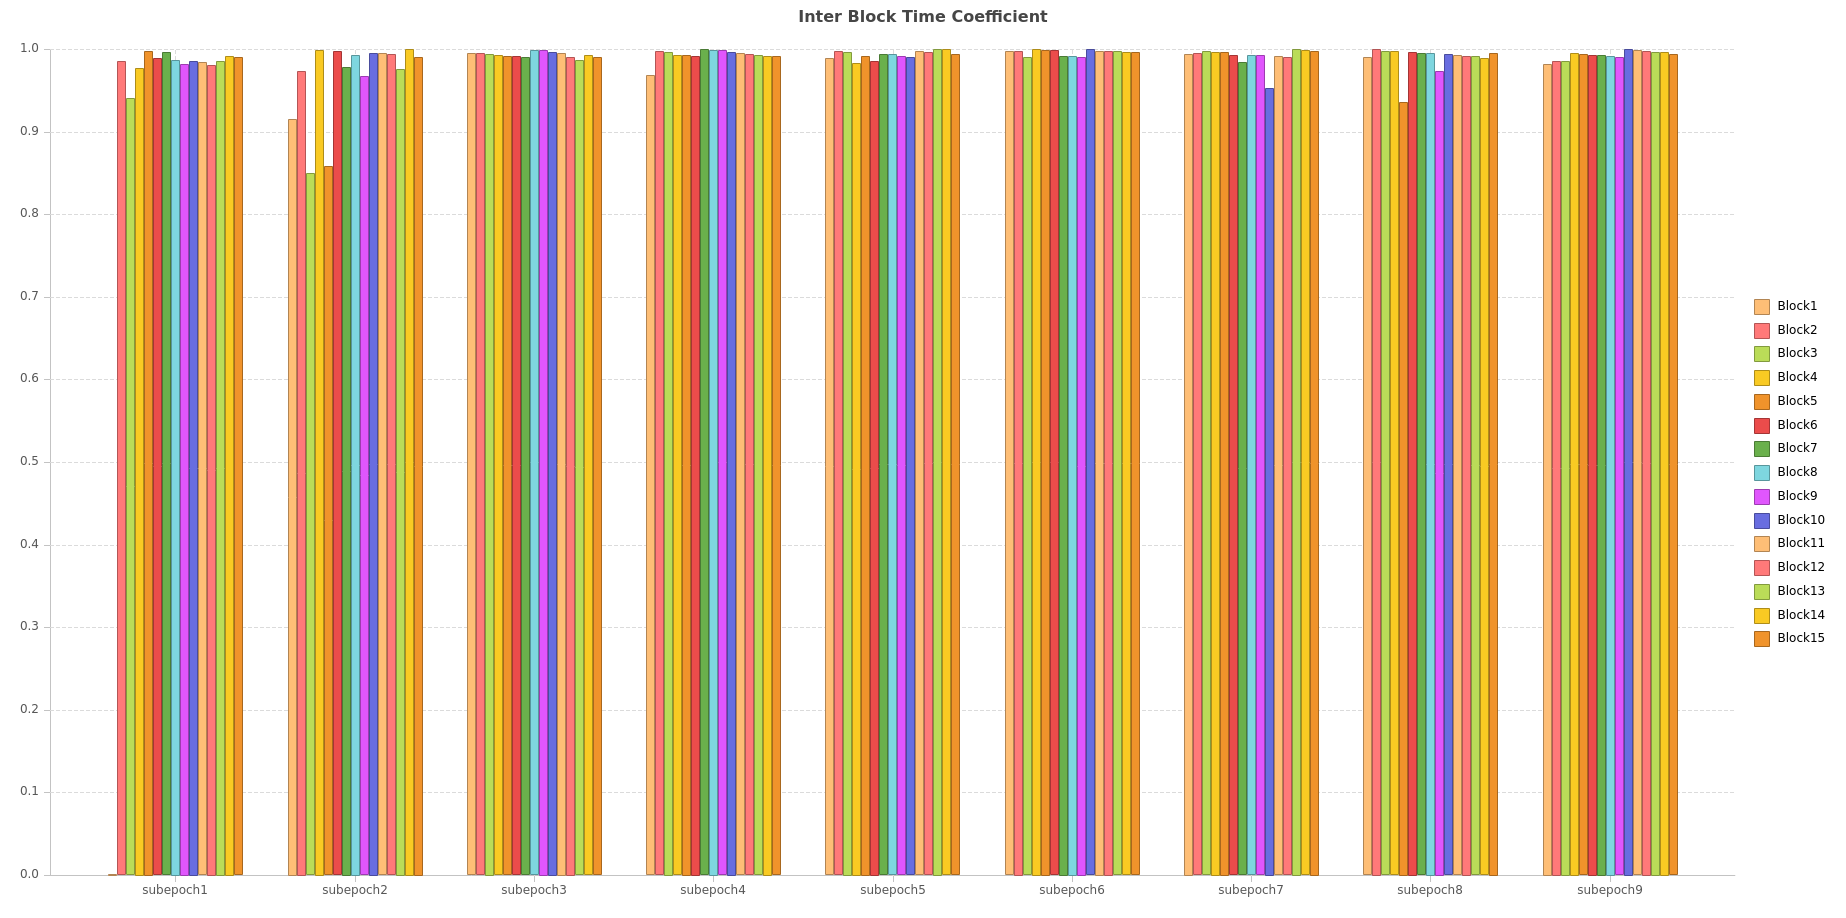 Inter Block Time Coefficient
1.0
0.9
0.8
0.7
0.6
0.5
0.4
0.3
0.2
0.1
0.0
subepoch1 subepoch2 subepoch3 subepoch4 subepoch5 subepoch6 subepoch7 subepoch8 subepoch9
Block1
Block2
Block3
Block4
Block5
Block6
Block7
Block8
Block9
Block10
Block11
Block12
Block13
Block14
Block15